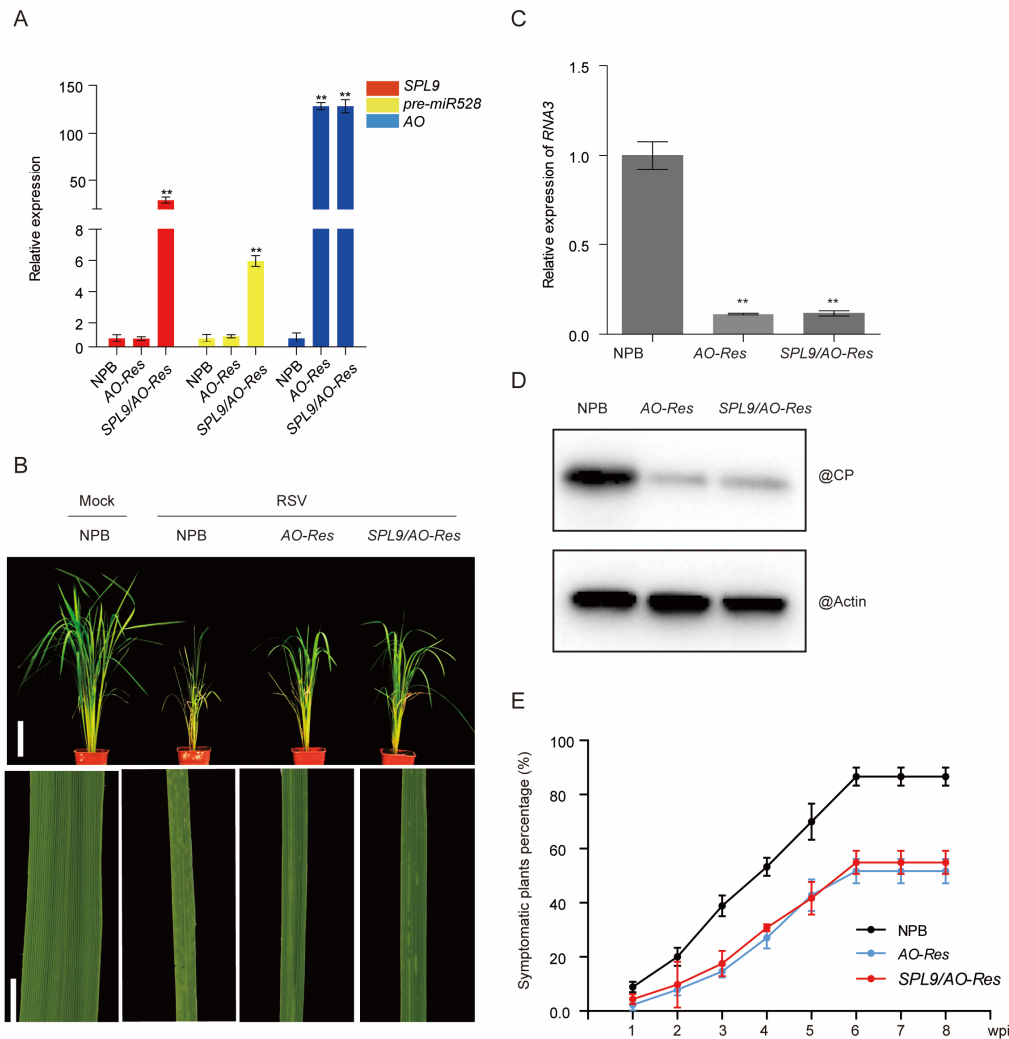 A
Relative expression
150
100
50
8
6
4
2
0
SPL9
pre-miR528
AO
**
**
**
**
NPB
AO-Res
SPL9/AO-Res
NPB
AO-Res
SPL9/AO-Res
NPB
AO-Res
SPL9/AO-Res
B
Mock
RSV
NPB
NPB
AO-Res
SPL9/AO-Res
C
Relative expression of RNA3
1.5
1.0
0.5
0.0
**
**
NPB
AO-Res
SPL9/AO-Res
D
NPB
AO-Res
SPL9/AO-Res
@CP
@Actin
E
Symptomatic plants percentage (%)
100
80
60
40
20
0.0
NPB
AO-Res
SPL9/AO-Res
1 2 3 4 5 6 7 8 wpi